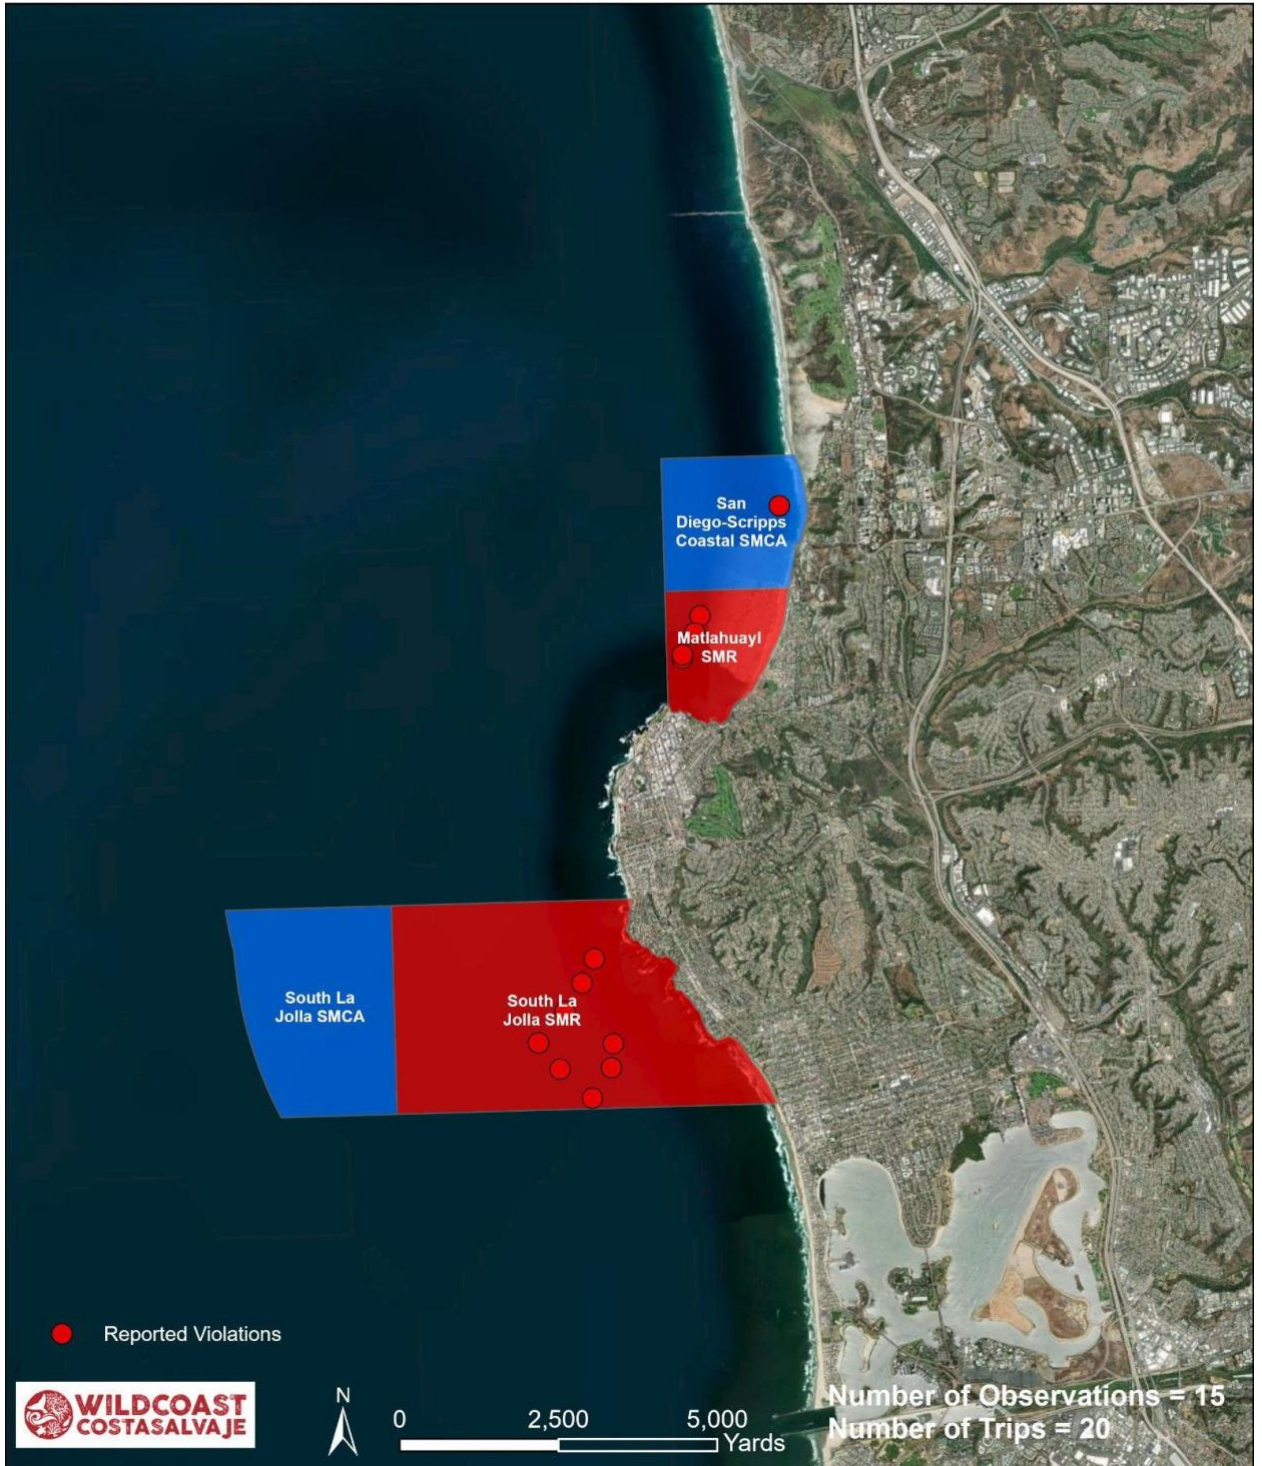 San
Diego-Scripps
Coastal SMCA
Matlahuayl
SMR
South La
Jolla SMCA
South La
Jolla SMR
Reported Violations
WILDCOAST
COSTASALVAJE
N
0 2,500 5,000
Yards
Number of Observations = 15
Number of Trips = 20